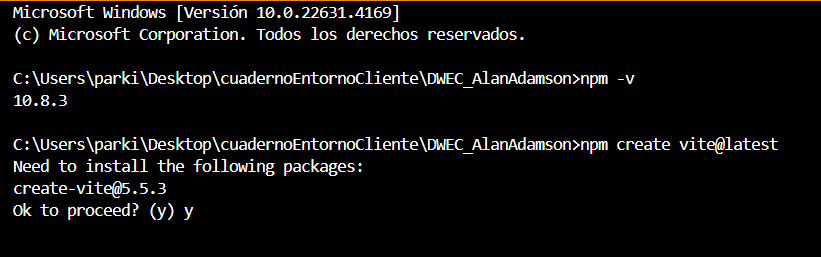 Microsoft Windows [Versión 10.0.22631.4169]
(c) Microsoft Corporation. Todos los derechos reservados.
C:\Users\parki\Desktop\cuadernoEntornoCliente\DWEC_AlanAdamson>npm -v
10.8.3
C:\Users\parki\Desktop\cuadernoEntornoCliente\DWEC_AlanAdamson>npm create vite@latest
Need to install the following packages:
create-vite@5.5.3
Ok to proceed? (y) y